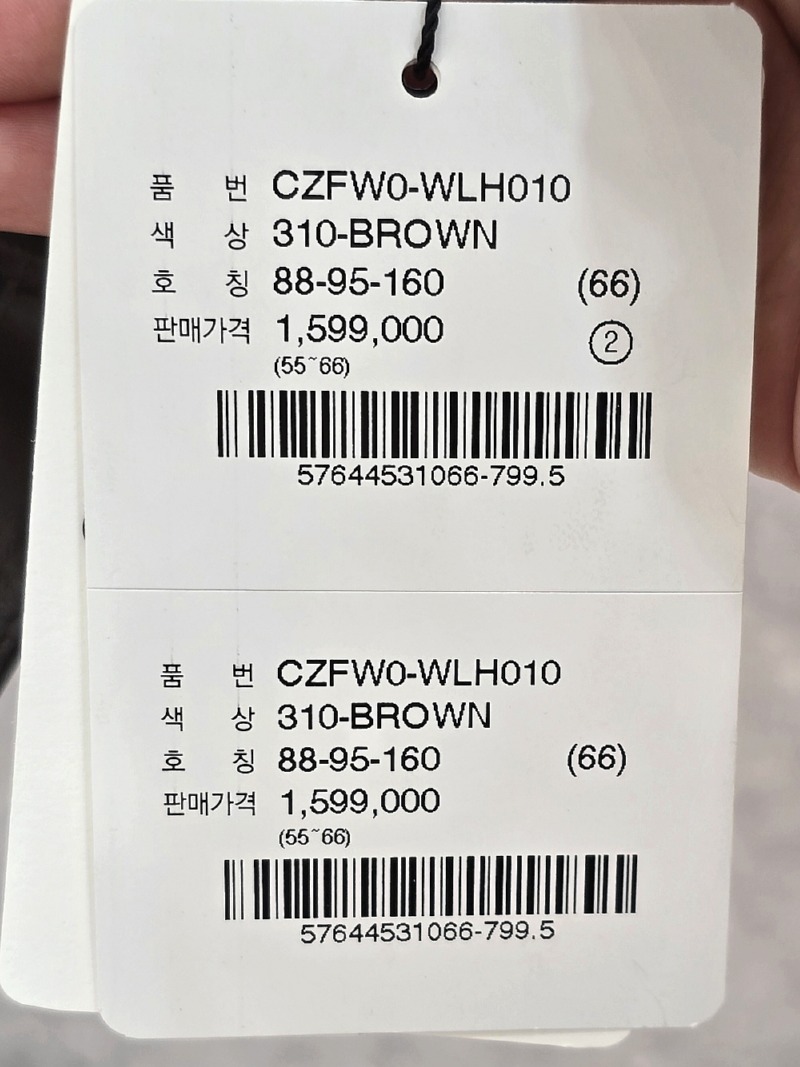 품 번 CZFW0-WLH010
색 상 310-BROWN
호 칭 88-95-160 (66)
판매가격 1,599,000 ②
(55~66)
57644531066-799.5
품 번 CZFW0-WLH010
색 상 310-BROWN
호 칭 88-95-160 (66)
판매가격 1,599,000
(55~66)
57644531066-799.5